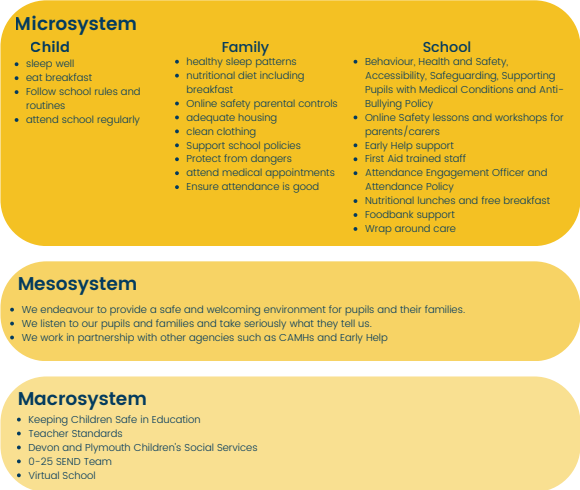 Microsystem
Child
• sleep well
• eat breakfast
• Follow school rules and
routines
• attend school regularly
Family
• healthy sleep patterns
• nutritional diet including
breakfast
• Online safety parental controls
• adequate housing
• clean clothing
• Support school policies
• Protect from dangers
• attend medical appointments
• Ensure attendance is good
School
• Behaviour, Health and Safety,
Accessibility, Safeguarding, Supporting
Pupils with Medical Conditions and Anti-
Bullying Policy
• Online Safety lessons and workshops for
parents/carers
• Early Help support
• First Aid trained staff
• Attendance Engagement Officer and
Attendance Policy
• Nutritional lunches and free breakfast
• Foodbank support
• Wrap around care
Mesosystem
• We endeavour to provide a safe and welcoming environment for pupils and their families.
• We listen to our pupils and families and take seriously what they tell us.
• We work in partnership with other agencies such as CAMHs and Early Help
Macrosystem
• Keeping Children Safe in Education
• Teacher Standards
• Devon and Plymouth Children's Social Services
• 0-25 SEND Team
• Virtual School